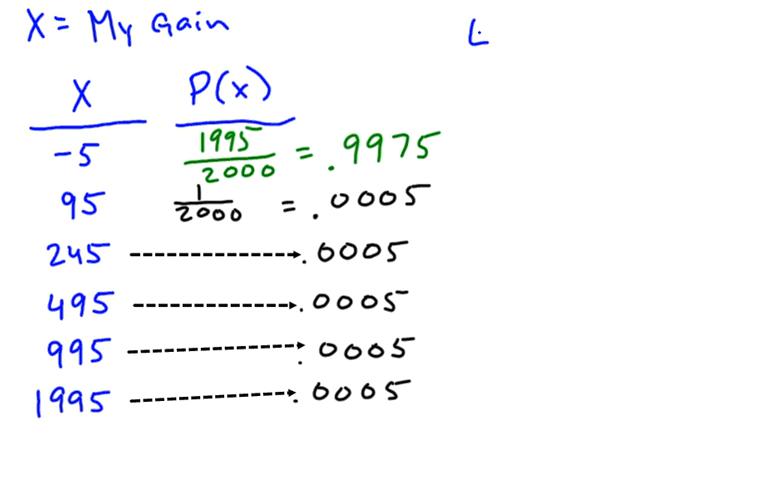 X = My Gain
X P(x)
-5 1995/2000 = .9975
95 1/2000 = .0005
245 .0005
495 .0005
995 .0005
1995 .0005